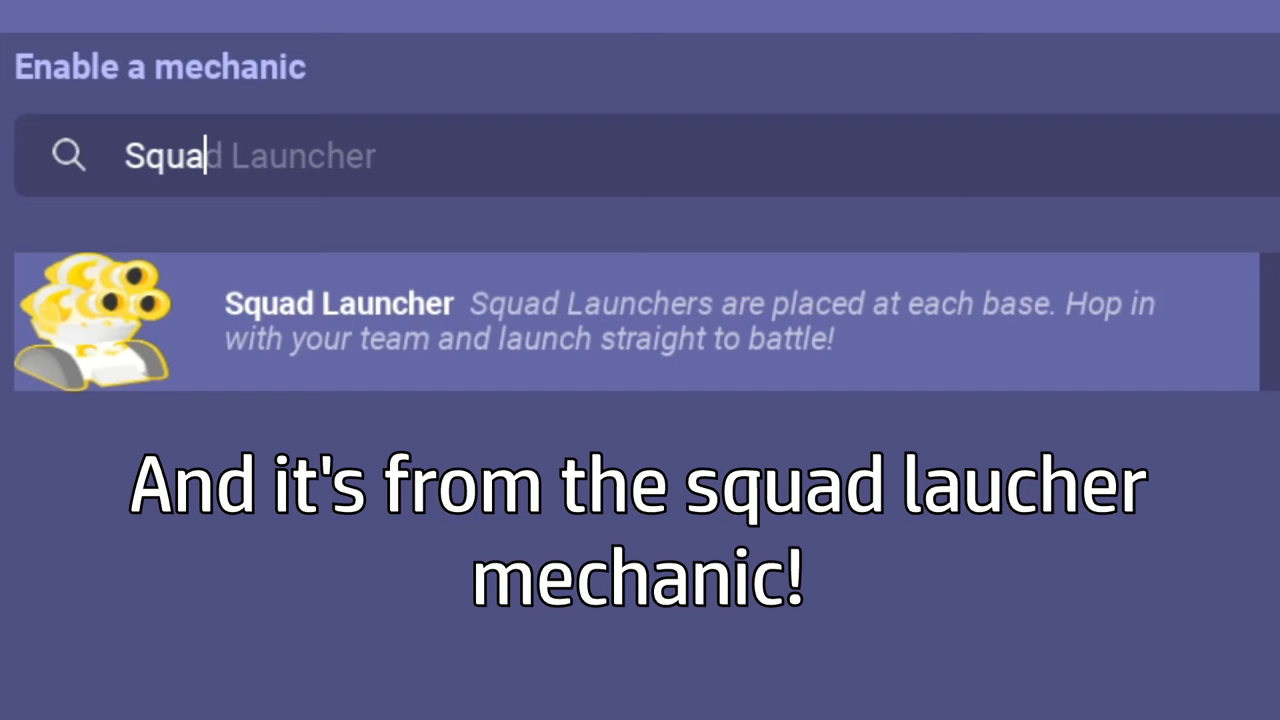 Enable a mechanic
Squad Launcher
Squad Launcher Squad Launchers are placed at each base. Hop in
with your team and launch straight to battle!
And it's from the squad laucher
mechanic!